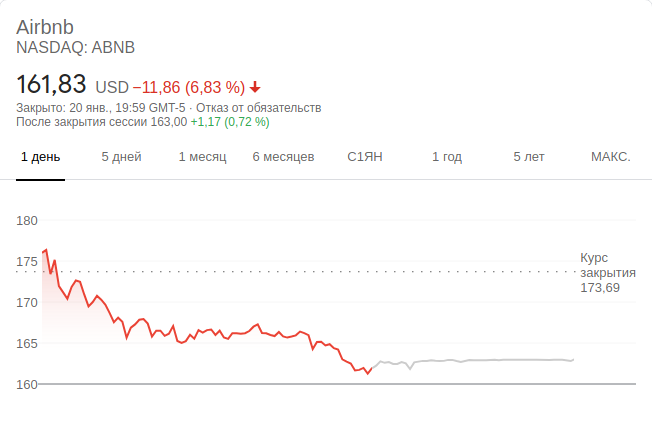 Airbnb
NASDAQ: ABNB
161,83 USD −11,86 (6,83 %)
Закрыто: 20 янв., 19:59 GMT-5 · Отказ от обязательств
После закрытия сессии 163,00 +1,17 (0,72 %)
1 день 5 дней 1 месяц 6 месяцев С1ЯН 1 год 5 лет МАКС.
180
175
170
165
160
Курс
закрытия
173,69